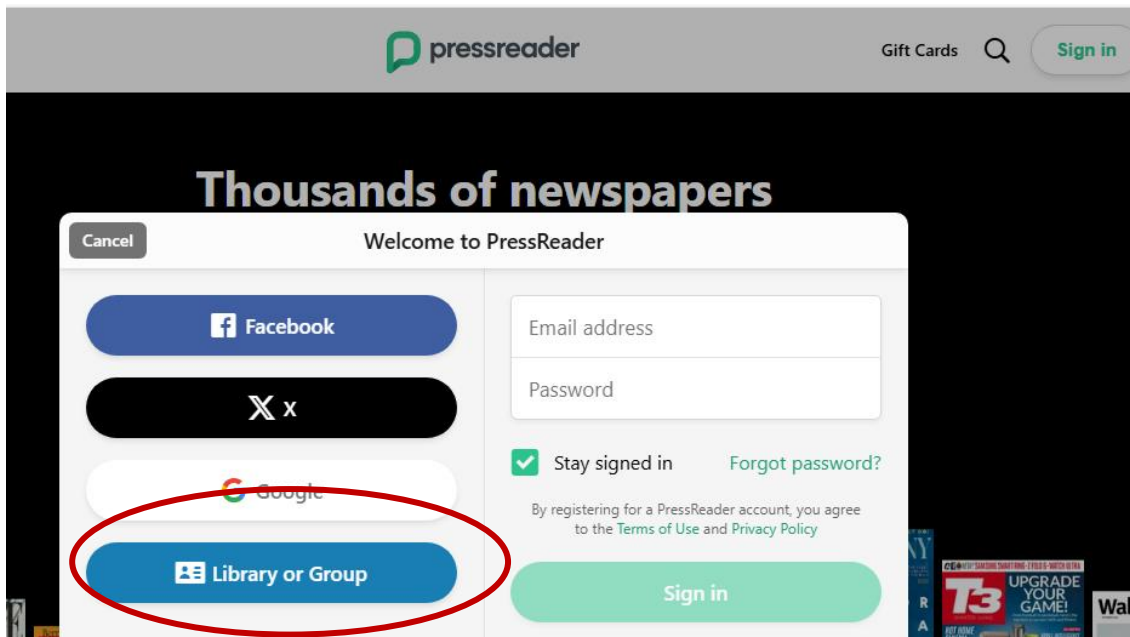 pressreader
Gift Cards
Sign in
Thousands of newspapers
Cancel
Welcome to PressReader
Facebook
X
Google
Library or Group
Email address
Password
Stay signed in
Forgot password?
By registering for a PressReader account, you agree
to the Terms of Use and Privacy Policy
Sign in
NY
R
A
T3
UPGRADE
YOUR
GAME!
Wal